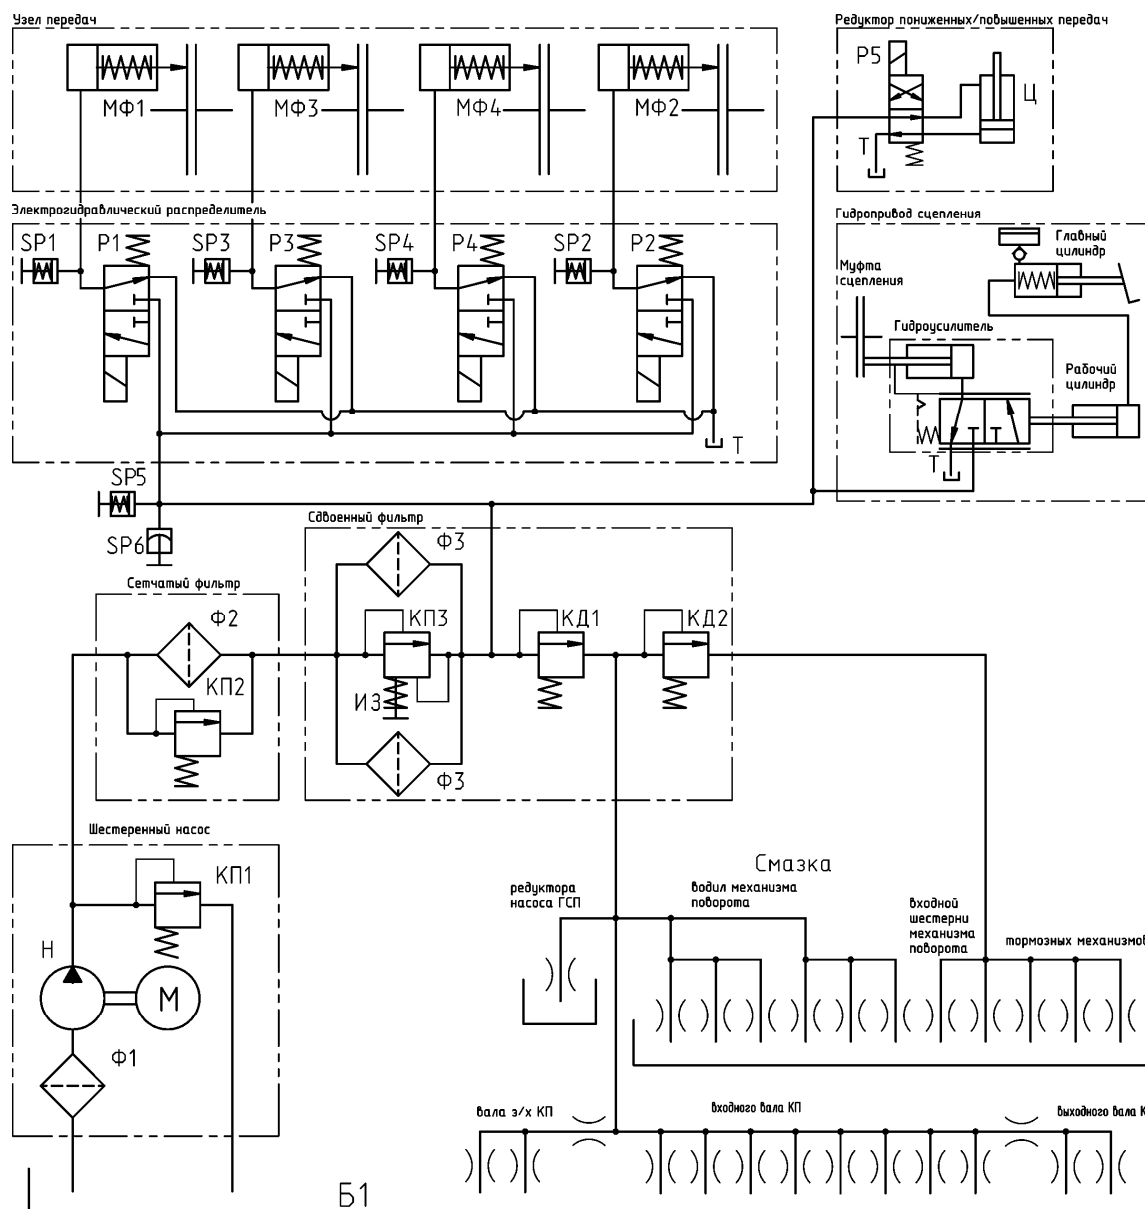 Узел передач
Редуктор пониженных/повышенных передач
МФ1
МФ3
МФ4
МФ2
Р5
Ц
Т
Электрогидравлический распределитель
Гидропривод сцепления
SP1
Р1
SP3
Р3
SP4
Р4
SP2
Р2
Т
Главный
цилиндр
Муфта
сцепления
Гидроусилитель
Рабочий
цилиндр
Т
SP5
SP6
Сдвоенный фильтр
Ф3
Сетчатый фильтр
Ф2
КП2
КП3
ИЗ
КД1
КД2
Ф3
Шестеренный насос
КП1
Н
М
Ф1
Смазка
редуктора
насоса ГСП
водил механизма
поворота
входной
шестерни
механизма
поворота
тормозных механизмов
вала з/х КП
входного вала КП
выходного вала К
Б1